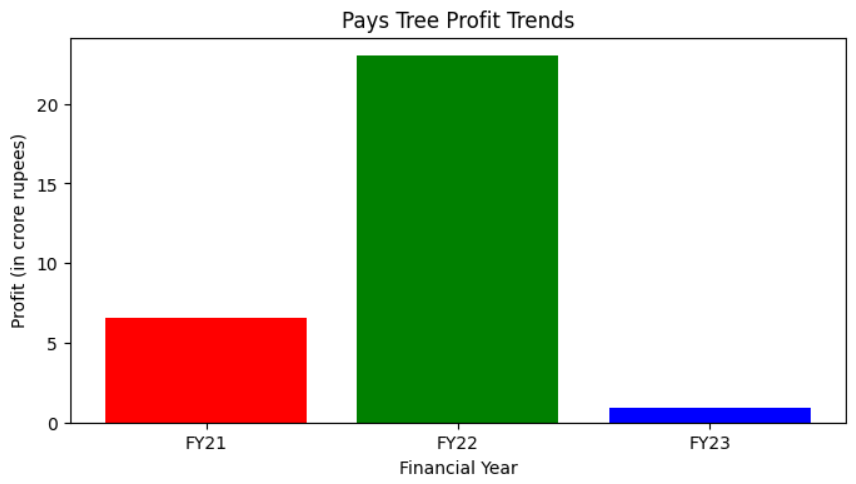 Pays Tree Profit Trends
Profit (in crore rupees)
20
15
10
5
0
FY21 FY22 FY23
Financial Year